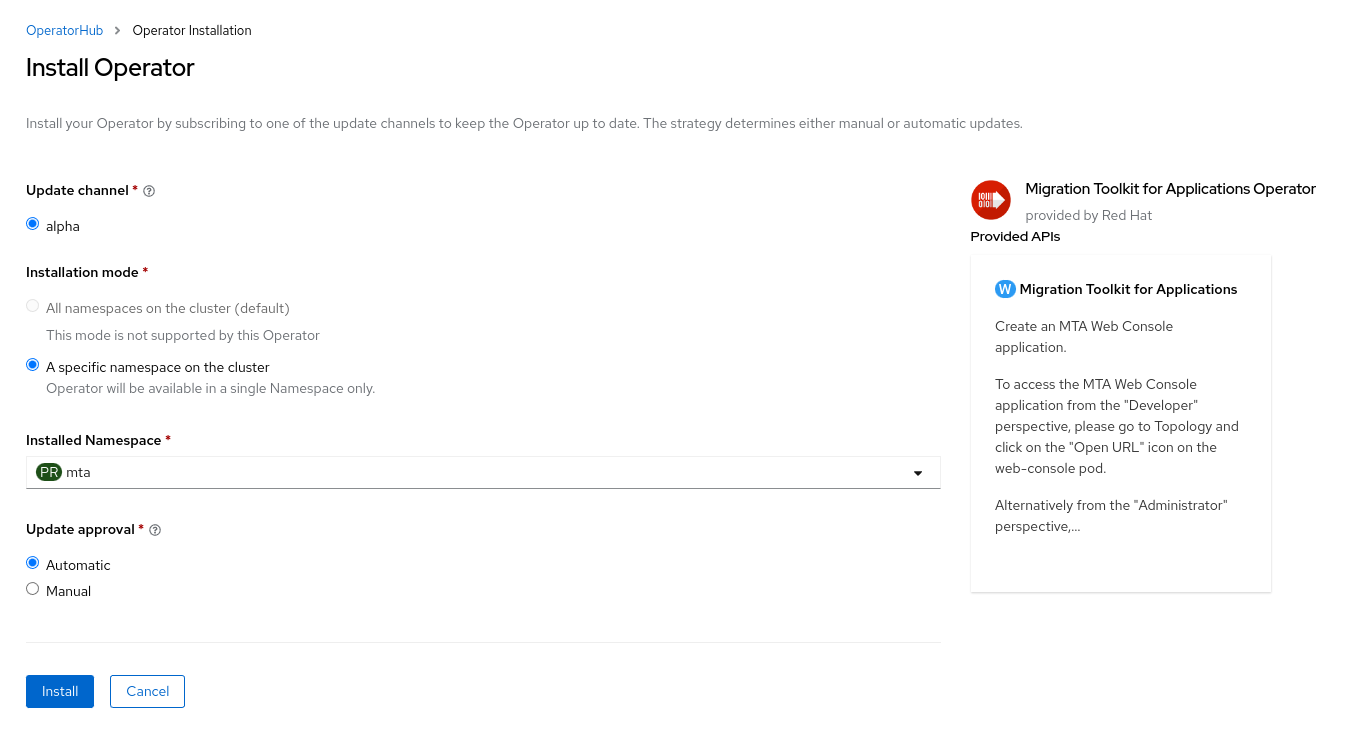 OperatorHub > Operator Installation
Install Operator
Install your Operator by subscribing to one of the update channels to keep the Operator up to date. The strategy determines either manual or automatic updates.
Update channel *
alpha
Installation mode *
All namespaces on the cluster (default)
This mode is not supported by this Operator
A specific namespace on the cluster
Operator will be available in a single Namespace only.
Installed Namespace *
PR mta
Update approval *
Automatic
Manual
Install Cancel
Migration Toolkit for Applications Operator
provided by Red Hat
Provided APIs
W Migration Toolkit for Applications
Create an MTA Web Console
application.
To access the MTA Web Console
application from the "Developer"
perspective, please go to Topology and
click on the "Open URL" icon on the
web-console pod.
Alternatively from the "Administrator"
perspective,...